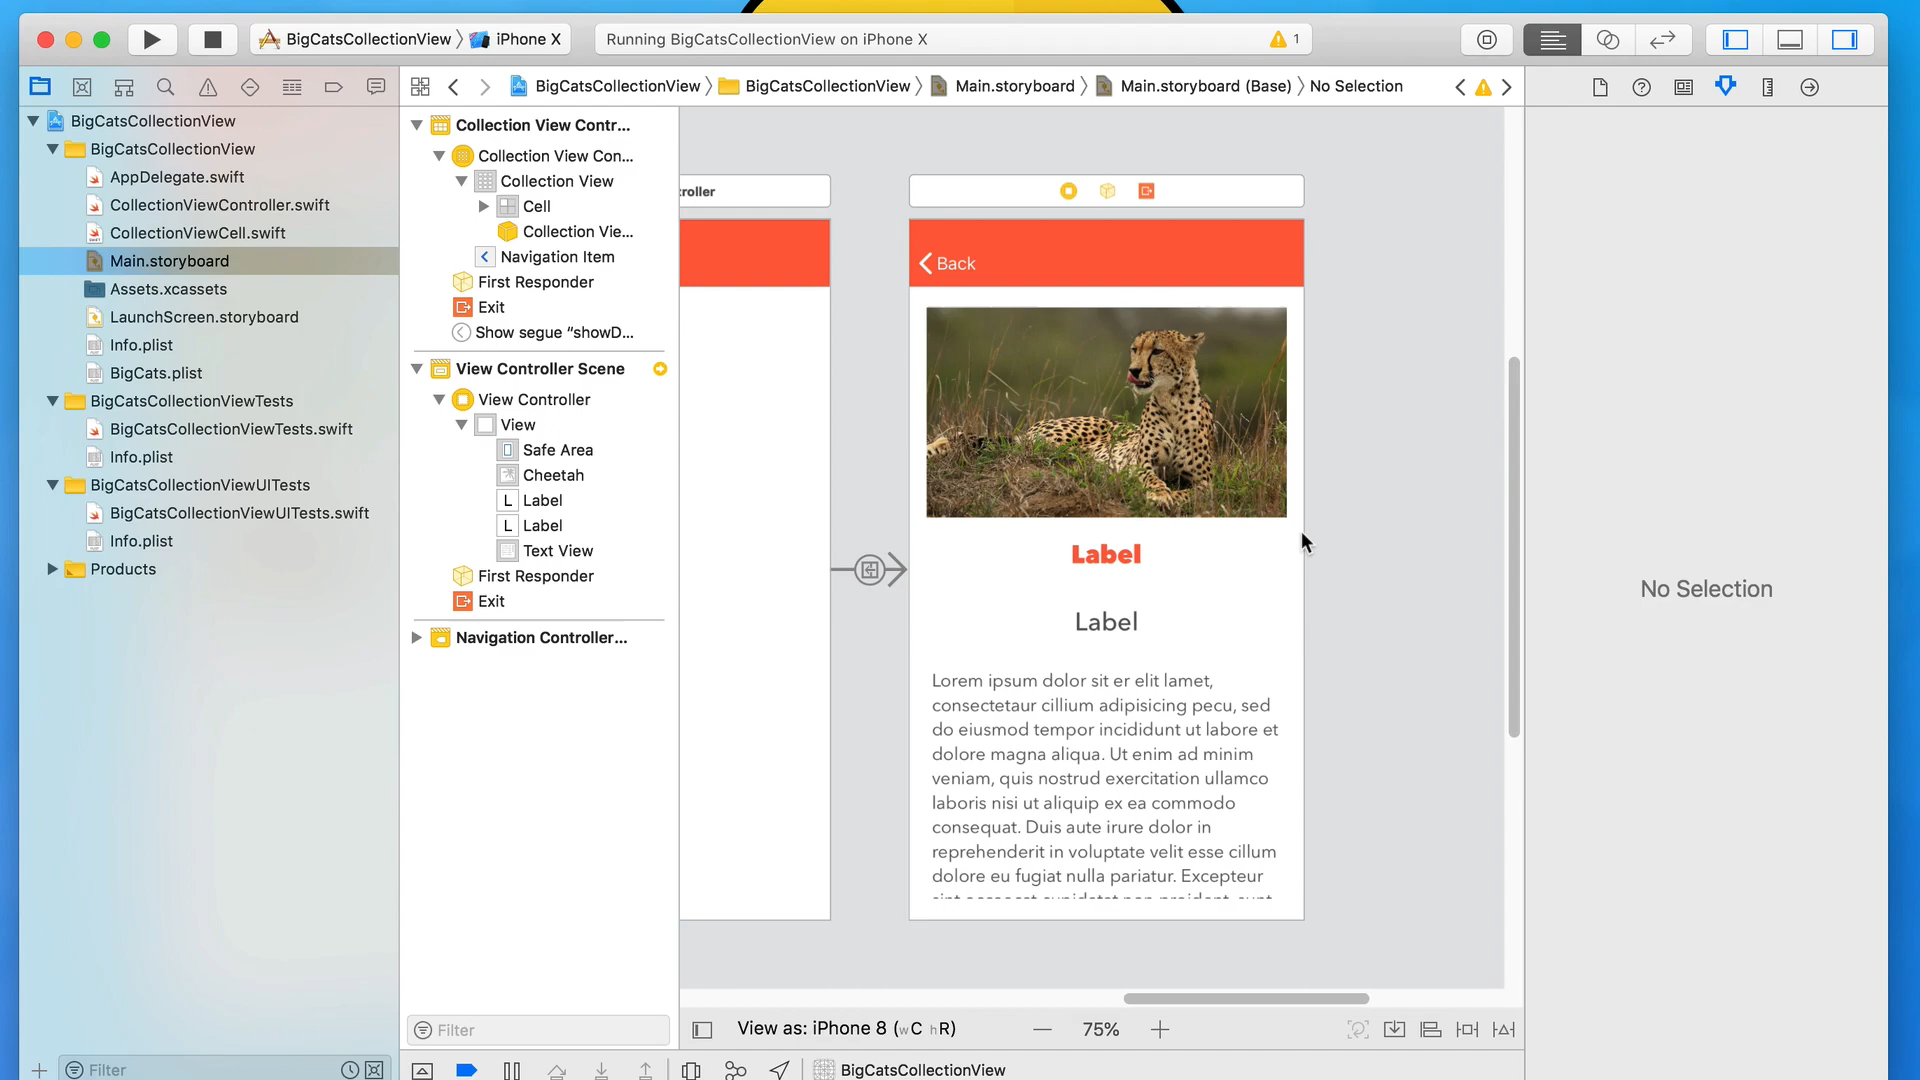 BigCatsCollectionView iPhone X
Running BigCatsCollectionView on iPhone X
1
BigCatsCollectionView BigCatsCollectionView Main.storyboard Main.storyboard (Base) No Selection
BigCatsCollectionView
BigCatsCollectionView
AppDelegate.swift
CollectionViewController.swift
CollectionViewCell.swift
Main.storyboard
Assets.xcassets
LaunchScreen.storyboard
Info.plist
BigCats.plist
BigCatsCollectionViewTests
BigCatsCollectionViewTests.swift
Info.plist
BigCatsCollectionViewUITests
BigCatsCollectionViewUITests.swift
Info.plist
Products
Filter
Collection View Contr...
Collection View Con...
Collection View
Cell
Collection Vie...
Navigation Item
First Responder
Exit
Show segue “showD...
View Controller Scene
View Controller
View
Safe Area
Cheetah
L Label
L Label
Text View
First Responder
Exit
Navigation Controller...
Filter
roller
Back
Label
Label
Lorem ipsum dolor sit er elit lamet,
consectetaur cillium adipisicing pecu, sed
do eiusmod tempor incididunt ut labore et
dolore magna aliqua. Ut enim ad minim
veniam, quis nostrud exercitation ullamco
laboris nisi ut aliquip ex ea commodo
consequat. Duis aute irure dolor in
reprehenderit in voluptate velit esse cillum
dolore eu fugiat nulla pariatur. Excepteur
View as: iPhone 8 (wC hR)
75%
BigCatsCollectionView
No Selection